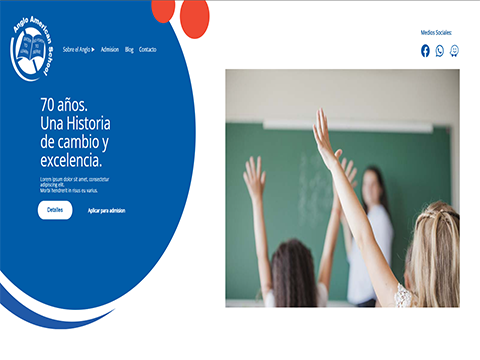 Anglo American School
Sobre el Anglo
Admision
Blog
Contacto
Medios Sociales:
70 años.
Una Historia
de cambio y
excelencia.
Lorem ipsum dolor sit amet, consectetur
adipiscing elit.
Morbi hendrerit in risus eu varius.
Detalles
Aplicar para admision